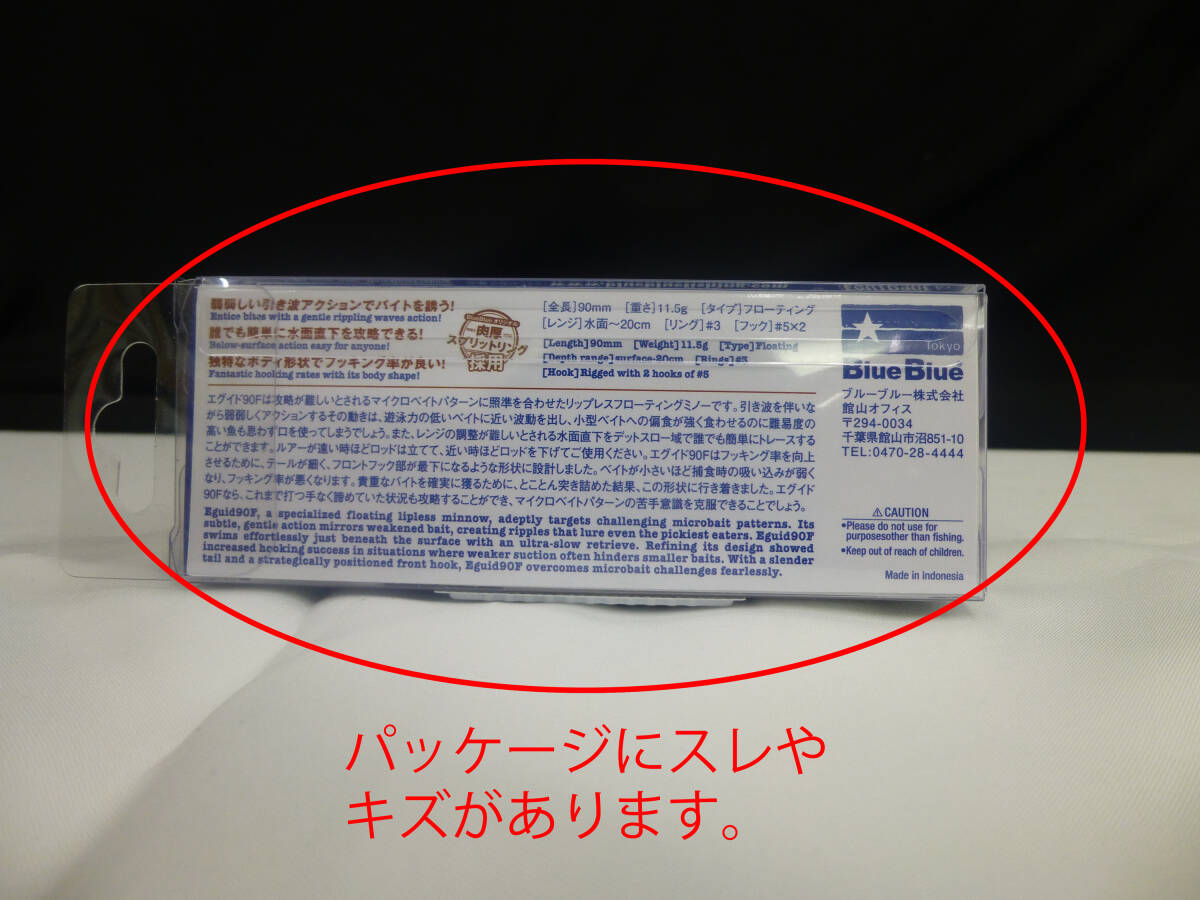 弱弱しい引き波アクションでバイトを誘う!
Entice bites with a gentle rippling waves action!
誰でも簡単に水面直下を攻略できる!
Below-surface action easy for anyone!
独特なボディ形状でフッキング率が良い!
Fantastic hooking rates with its body shape!
肉厚
スプリットリング
採用
[全長]90mm [重さ]11.5g [タイプ]フローティング
[レンジ]水面〜20cm [リング]#3 [フック]#5×2
[Length]90mm [Weight]11.5g [Type]Floating
[Depth range]surface-20cm [Rings]#3
[Hook]Rigged with 2 hooks of #5
エグイド90Fは攻略が難しいとされるマイクロベイトパターンに照準を合わせたリップレスフローティングミノーです。引き波を伴いな
がら弱弱しくアクションするその動きは、遊泳力の低いベイトに近い波動を出し、小型ベイトへの偏食が強く食わせるのに難易度の
高い魚も思わず口を使ってしまうでしょう。また、レンジの調整が難しいとされる水面直下をデットスロー域で誰でも簡単にトレースする
ことができます。ルアーが遠い時ほどロッドは立てて、近い時ほどロッドを下げてご使用ください。エグイド90Fはフッキング率を向上
させるために、テールが細く、フロントフック部が最下になるような形状に設計しました。ベイトが小さいほど捕食時の吸い込みが弱く
なり、フッキング率が悪くなります。貴重なバイトを確実に獲るために、とことん突き詰めた結果、この形状に行き着きました。エグイド
90Fなら、これまで打つ手なく諦めていた状況も攻略することができ、マイクロベイトパターンの苦手意識を克服できることでしょう。
Eguid90F, a specialized floating lipless minnow, adeptly targets challenging microbait patterns. Its
subtle, gentle action mirrors weakened bait, creating ripples that lure even the pickiest eaters. Eguid90F
swims effortlessly just beneath the surface with an ultra-slow retrieve. Refining its design showed
increased hooking success in situations where weaker suction often hinders smaller baits. With a slender
tail and a strategically positioned front hook, Eguid90F overcomes microbait challenges fearlessly.
Tokyo
Blue Blue
ブルーブルー株式会社
館山オフィス
〒294-0034
千葉県館山市沼851-10
TEL:0470-28-4444
⚠CAUTION
•Please do not use for
purposesother than fishing.
•Keep out of reach of children.
Made in Indonesia
パッケージにスレや
キズがあります。